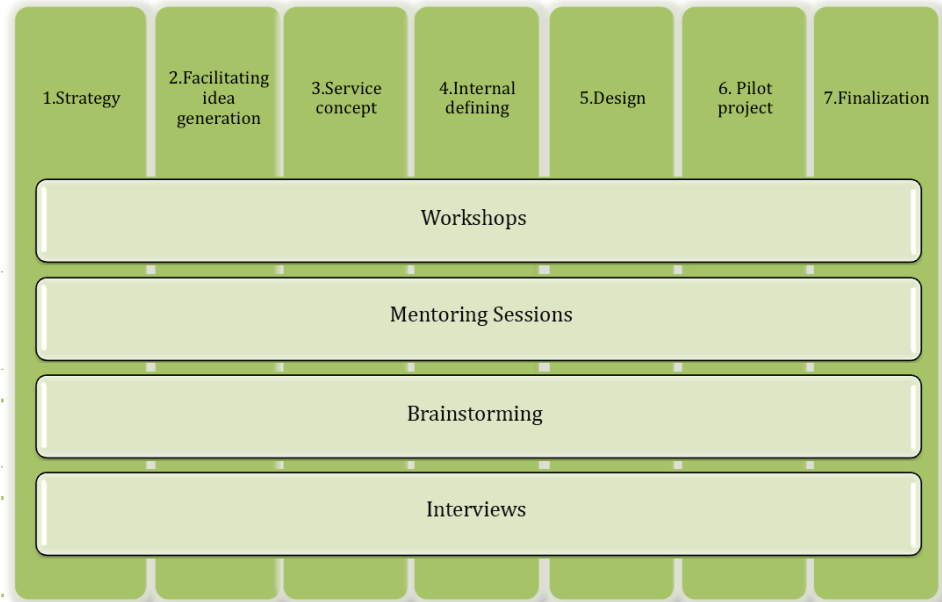 1.Strategy
2.Facilitating
idea
generation
3.Service
concept
4.Internal
defining
5.Design
6. Pilot
project
7.Finalization
Workshops
Mentoring Sessions
Brainstorming
Interviews